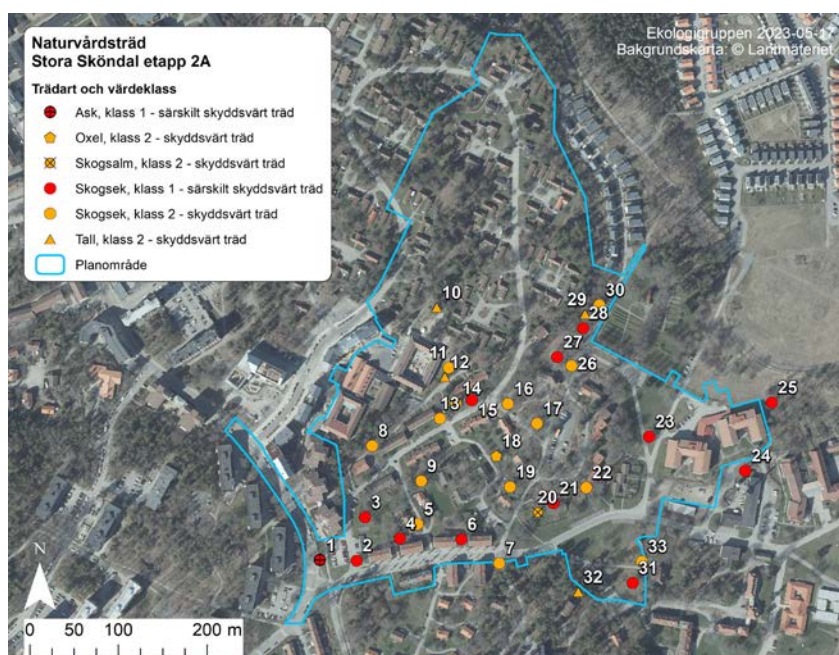 Naturvårdsträd
Stora Sköndal etapp 2A
Trädart och värdeklass
Ask, klass 1 - särskilt skyddsvärt träd
Oxel, klass 2 - skyddsvärt träd
Skogsalm, klass 2 - skyddsvärt träd
Skogsek, klass 1 - särskilt skyddsvärt träd
Skogsek, klass 2 - skyddsvärt träd
Tall, klass 2 - skyddsvärt träd
Planområde
Ekologigruppen 2023-05-17
Bakgrundskarta: © Lantmäteriet
10
29
30
28
27
26
11
12
14
13
15
16
17
25
8
23
18
9
19
24
20
21
22
3
5
4
6
1
2
7
33
31
32
N
0 50 100 200 m